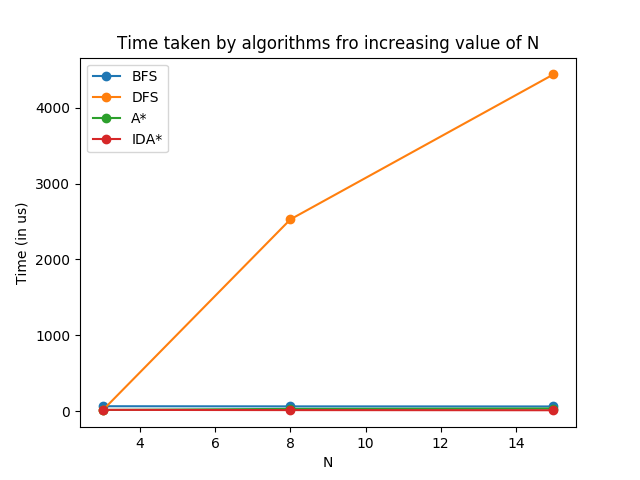 Time taken by algorithms fro increasing value of N
BFS
DFS
A*
IDA*
4000
3000
2000
1000
0
Time (in us)
4 6 8 10 12 14
N